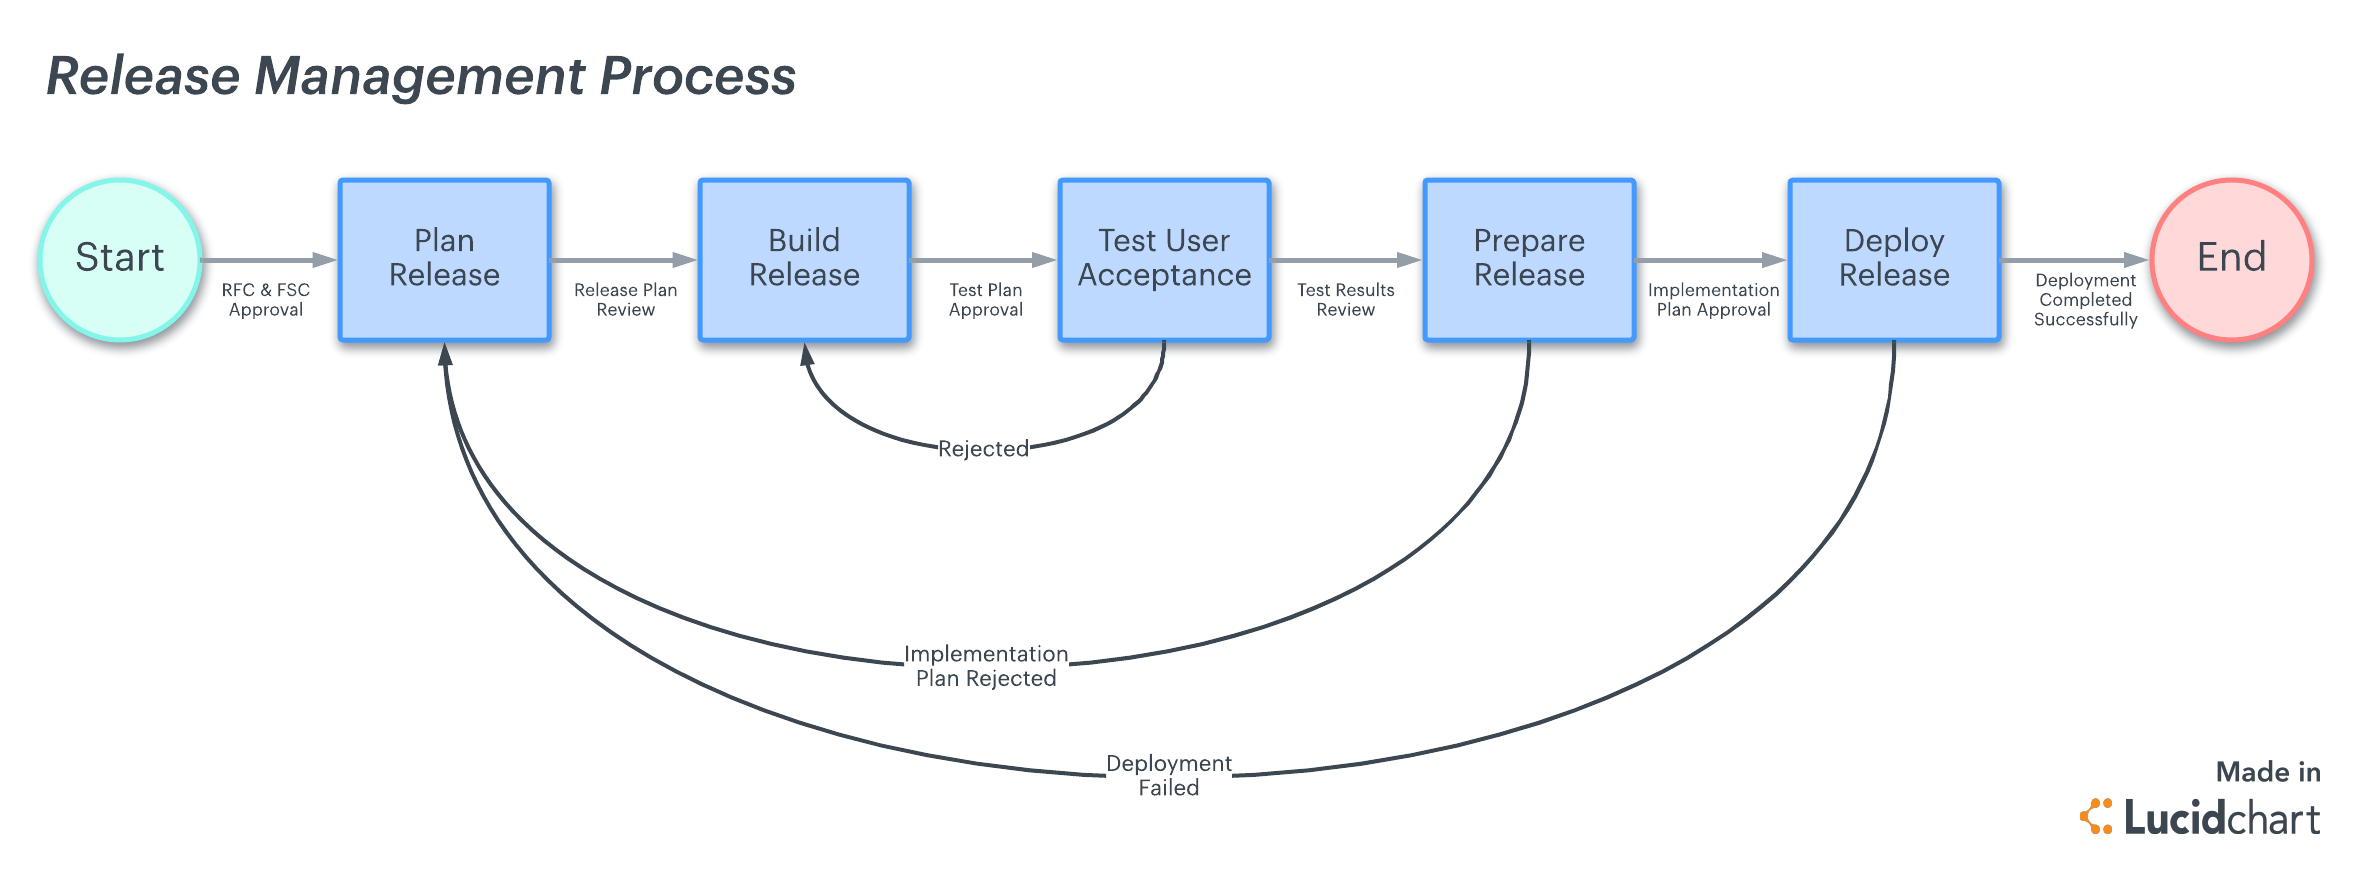 Release Management Process
Start
RFC & FSC
Approval
Plan
Release
Release Plan
Review
Build
Release
Test Plan
Approval
Test User
Acceptance
Test Results
Review
Prepare
Release
Implementation
Plan Approval
Deploy
Release
Deployment
Completed
Successfully
End
Rejected
Implementation
Plan Rejected
Deployment
Failed
Made in
Lucidchart